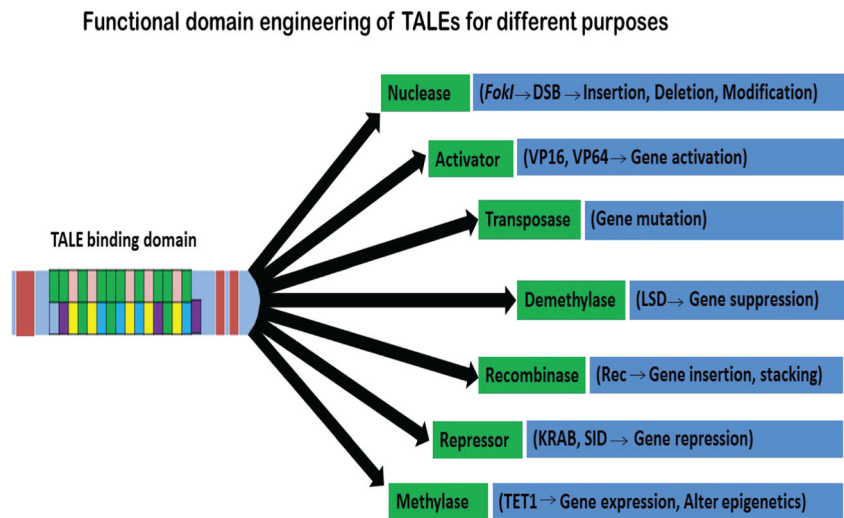 Functional domain engineering of TALEs for different purposes
Nuclease (FokI→DSB→Insertion, Deletion, Modification)
Activator (VP16, VP64→Gene activation)
Transposase (Gene mutation)
TALE binding domain
Demethylase (LSD→Gene suppression)
Recombinase (Rec→Gene insertion, stacking)
Repressor (KRAB, SID→Gene repression)
Methylase (TET1→Gene expression, Alter epigenetics)